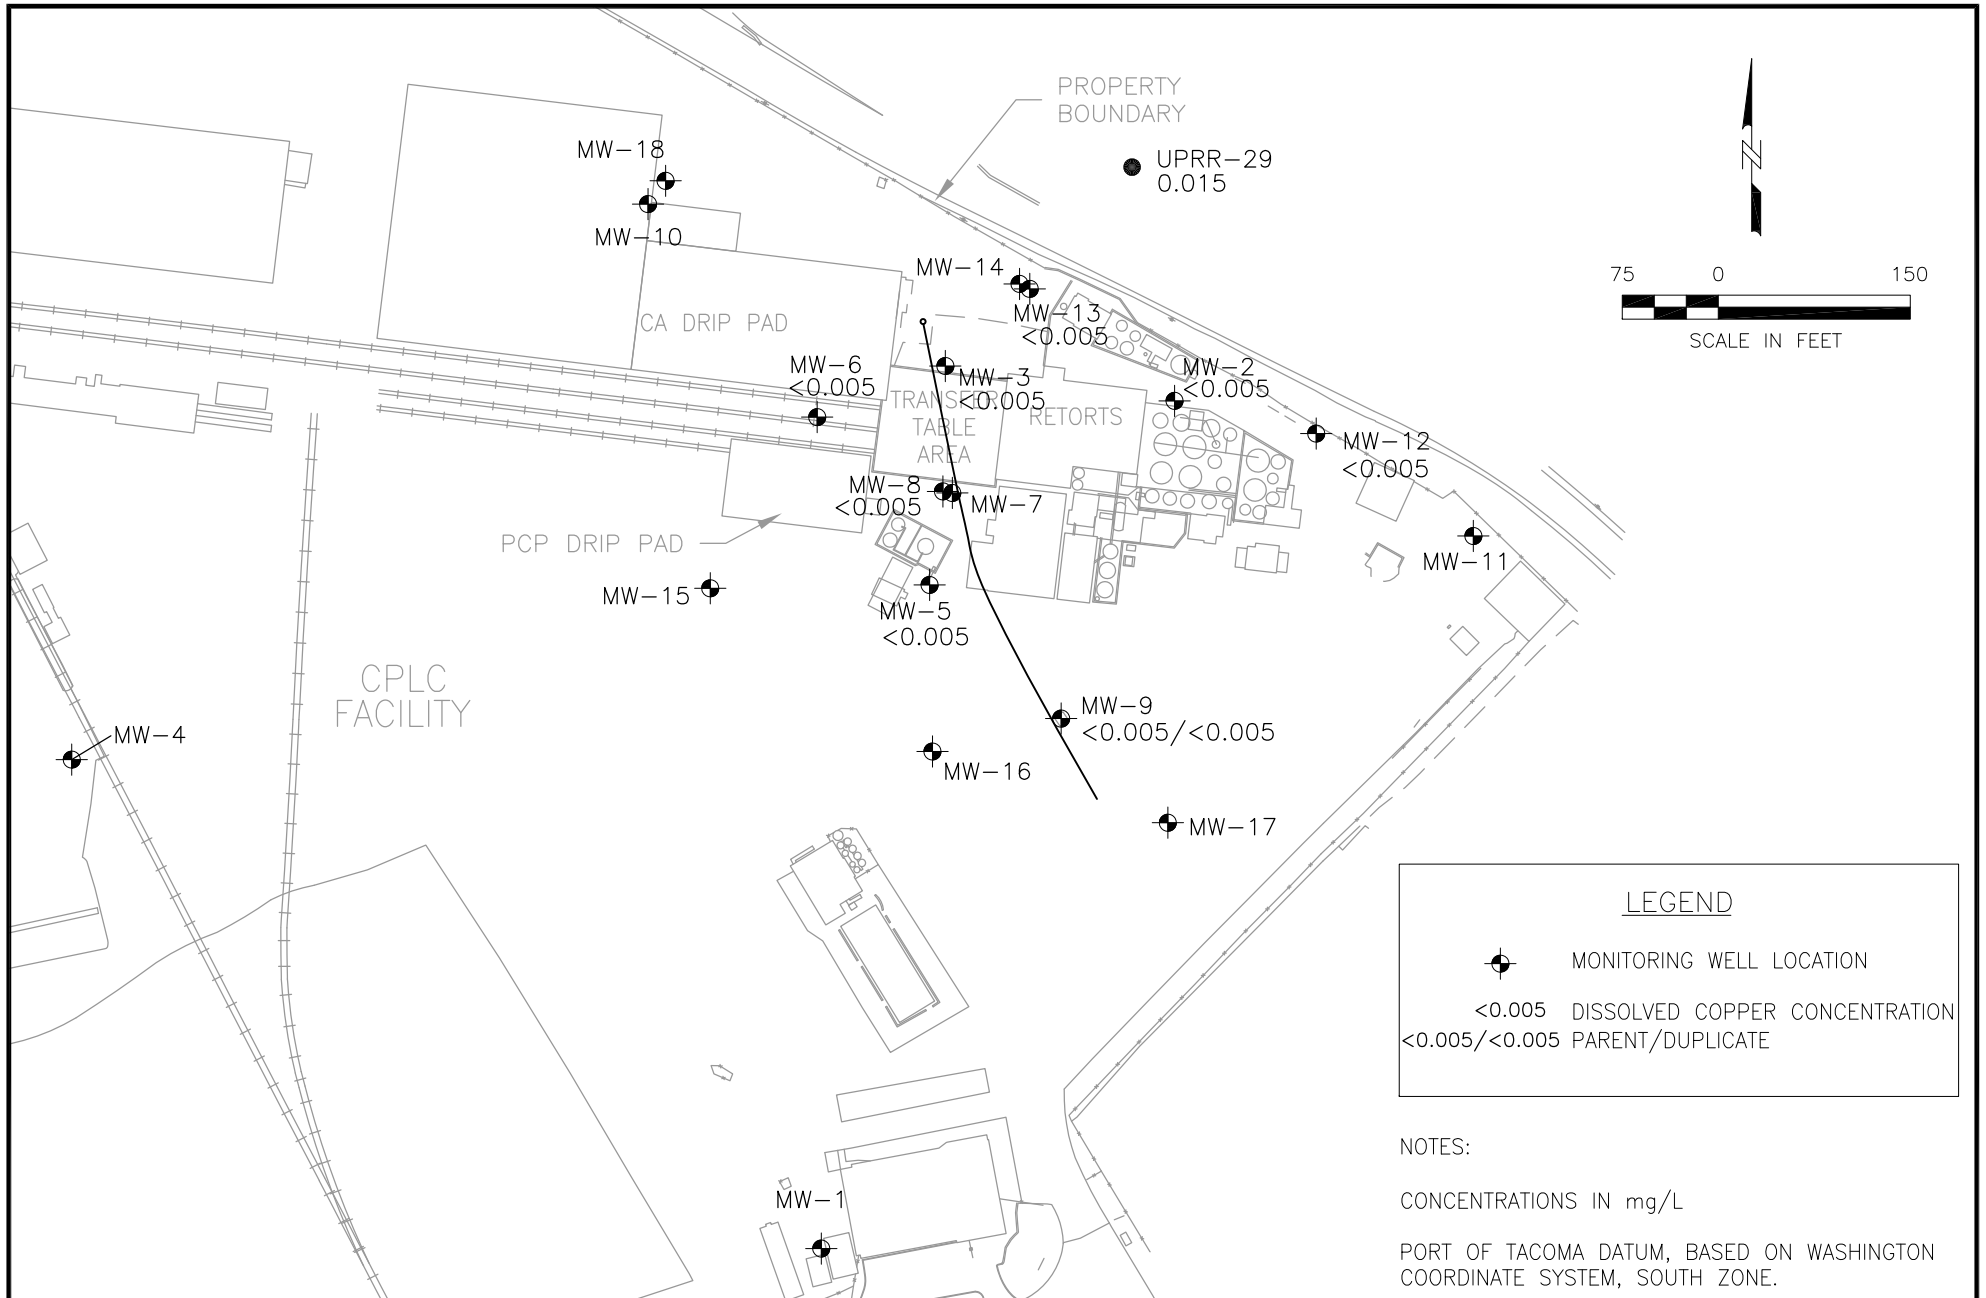 PROPERTY
BOUNDARY
MW-18
UPRR-29
0.015
N
MW-10
MW-14
75 0 150
SCALE IN FEET
MW-13
<0.005
CA DRIP PAD
MW-6
<0.005
MW-3
<0.005
MW-2
<0.005
TRANSFER
TABLE
AREA
RETORTS
MW-12
<0.005
MW-8
<0.005
MW-7
PCP DRIP PAD
MW-11
MW-15
MW-5
<0.005
CPLC
FACILITY
MW-9
<0.005/<0.005
MW-4
MW-16
MW-17
LEGEND
MONITORING WELL LOCATION
<0.005 DISSOLVED COPPER CONCENTRATION
<0.005/<0.005 PARENT/DUPLICATE
NOTES:
MW-1
CONCENTRATIONS IN mg/L
PORT OF TACOMA DATUM, BASED ON WASHINGTON
COORDINATE SYSTEM, SOUTH ZONE.